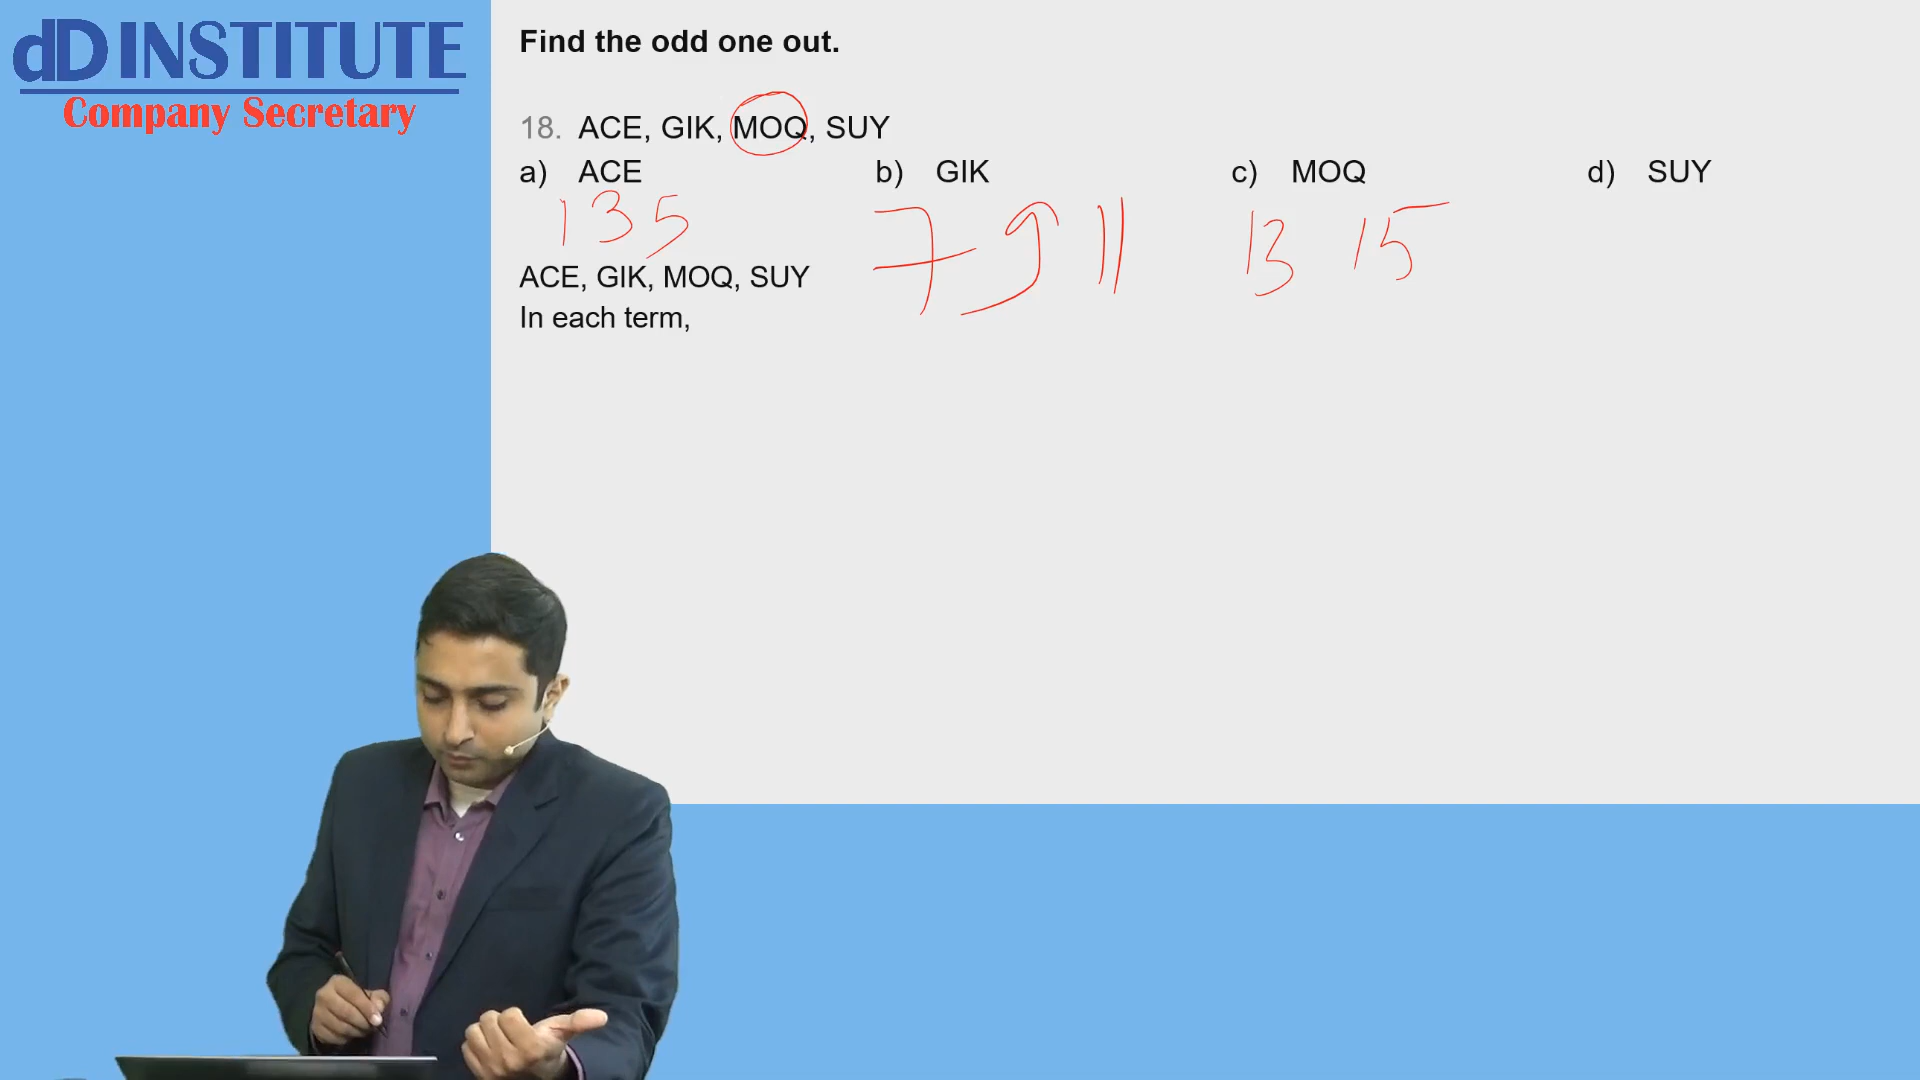 dD INSTITUTE
Company Secretary
Find the odd one out.
18. ACE, GIK, MOQ, SUY
a) ACE b) GIK c) MOQ d) SUY
1 3 5 7 9 11 13 15
ACE, GIK, MOQ, SUY
In each term,